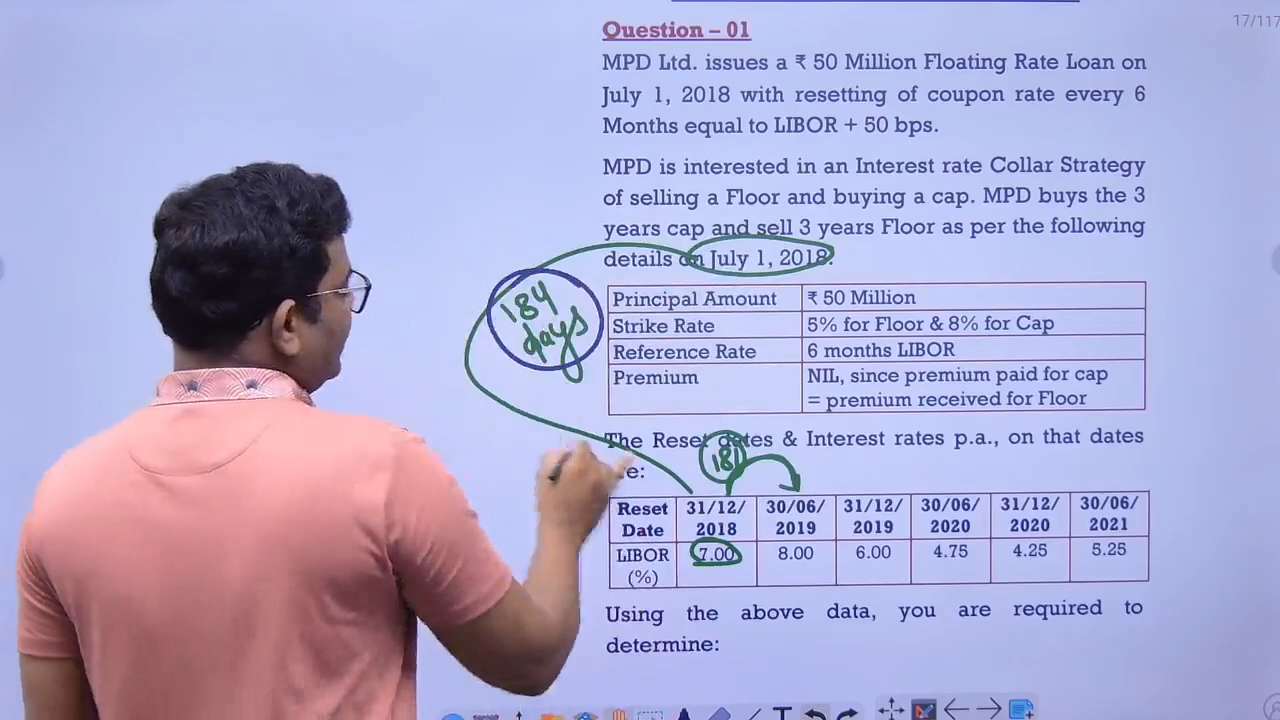 17/117
Question – 01
MPD Ltd. issues a ₹ 50 Million Floating Rate Loan on
July 1, 2018 with resetting of coupon rate every 6
Months equal to LIBOR + 50 bps.
MPD is interested in an Interest rate Collar Strategy
of selling a Floor and buying a cap. MPD buys the 3
years cap and sell 3 years Floor as per the following
details on July 1, 2018.
184
days
Principal Amount ₹ 50 Million
Strike Rate 5% for Floor & 8% for Cap
Reference Rate 6 months LIBOR
Premium NIL, since premium paid for cap
= premium received for Floor
The Reset dates & Interest rates p.a., on that dates
181
Reset 31/12/ 30/06/ 31/12/ 30/06/ 31/12/ 30/06/
Date 2018 2019 2019 2020 2020 2021
LIBOR 7.00 8.00 6.00 4.75 4.25 5.25
(%)
Using the above data, you are required to
determine:
T